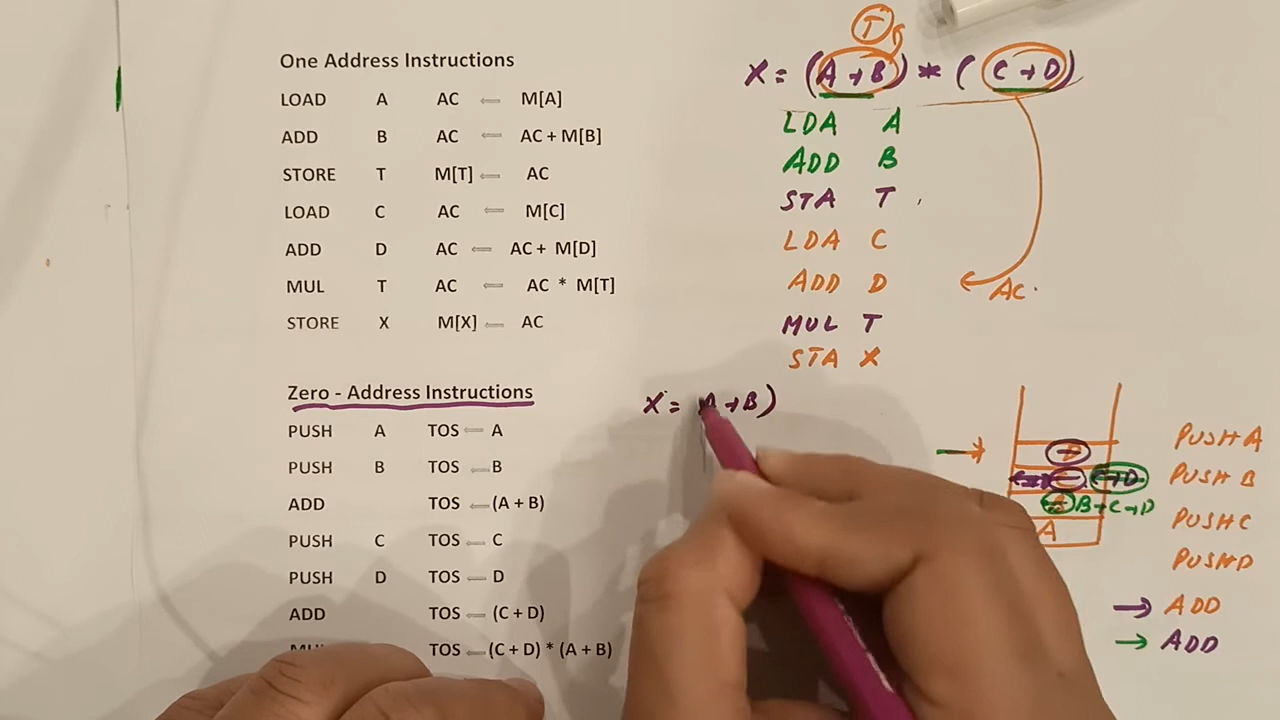 One Address Instructions
LOAD A AC ⟸ M[A]
ADD B AC ⟸ AC + M[B]
STORE T M[T] ⟸ AC
LOAD C AC ⟸ M[C]
ADD D AC ⟸ AC + M[D]
MUL T AC ⟸ AC * M[T]
STORE X M[X] ⟸ AC
Zero - Address Instructions
PUSH A TOS ⟸ A
PUSH B TOS ⟸ B
ADD TOS ⟸ (A + B)
PUSH C TOS ⟸ C
PUSH D TOS ⟸ D
ADD TOS ⟸ (C + D)
TOS ⟸ (C + D) * (A + B)
T
X = (A + B) * (C + D)
LDA A
ADD B
STA T
LDA C
ADD D
AC
MUL T
STA X
X = A + B)
C+D
B+C+D
A
PUSH A
PUSH B
PUSH C
PUSH D
→ ADD
→ ADD